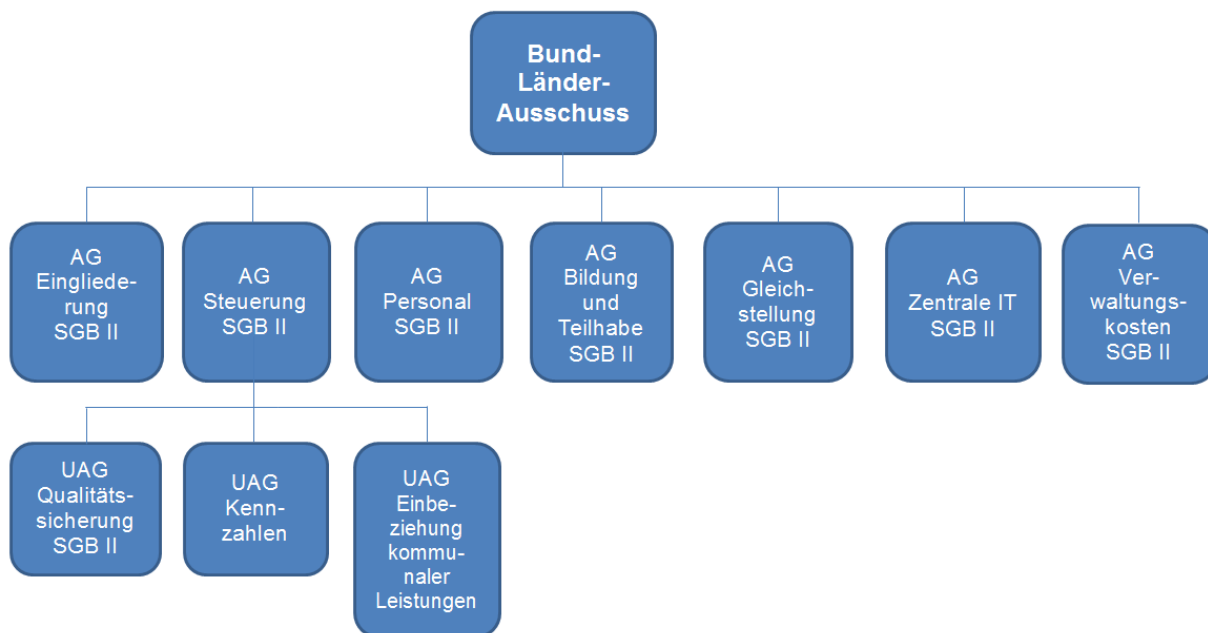 Bund-
Länder-
Ausschuss
AG
Eingliede-
rung
SGB II
AG
Steuerung
SGB II
AG
Personal
SGB II
AG
Bildung
und
Teilhabe
SGB II
AG
Gleich-
stellung
SGB II
AG
Zentrale IT
SGB II
AG
Ver-
waltungs-
kosten
SGB II
UAG
Qualitäts-
sicherung
SGB II
UAG
Kenn-
zahlen
UAG
Einbe-
ziehung
kommu-
naler
Leistungen